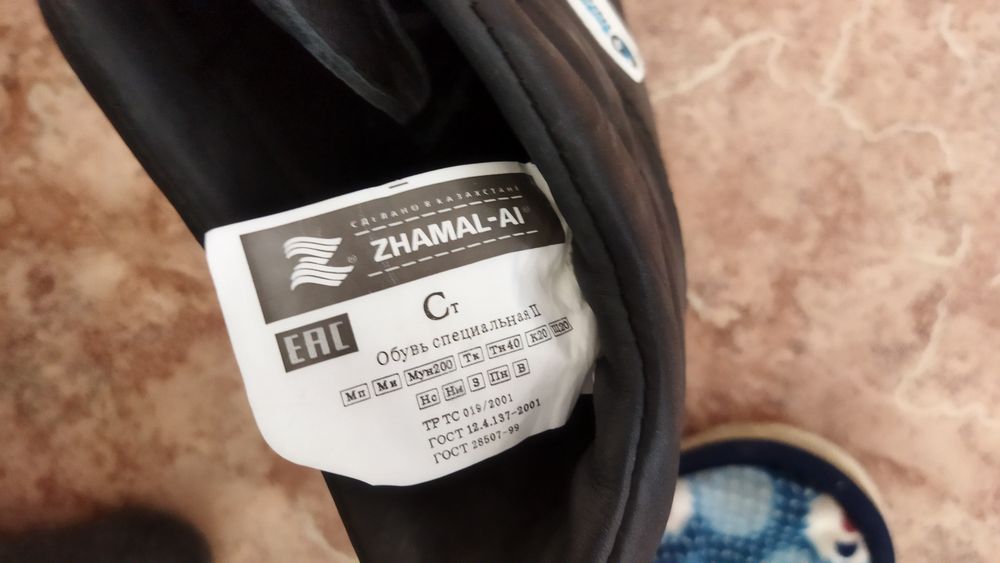 СДЕЛАНО В КАЗАХСТАНЕ
ZHAMAL-AI®
®
EAC
Ст
Обувь специальная II
Мп Ми Мун200 Тк Тн40 К20 Щ20
Нс Нм З Пн В
ТР ТС 019/2001
ГОСТ 12.4.137-2001
ГОСТ 28507-99